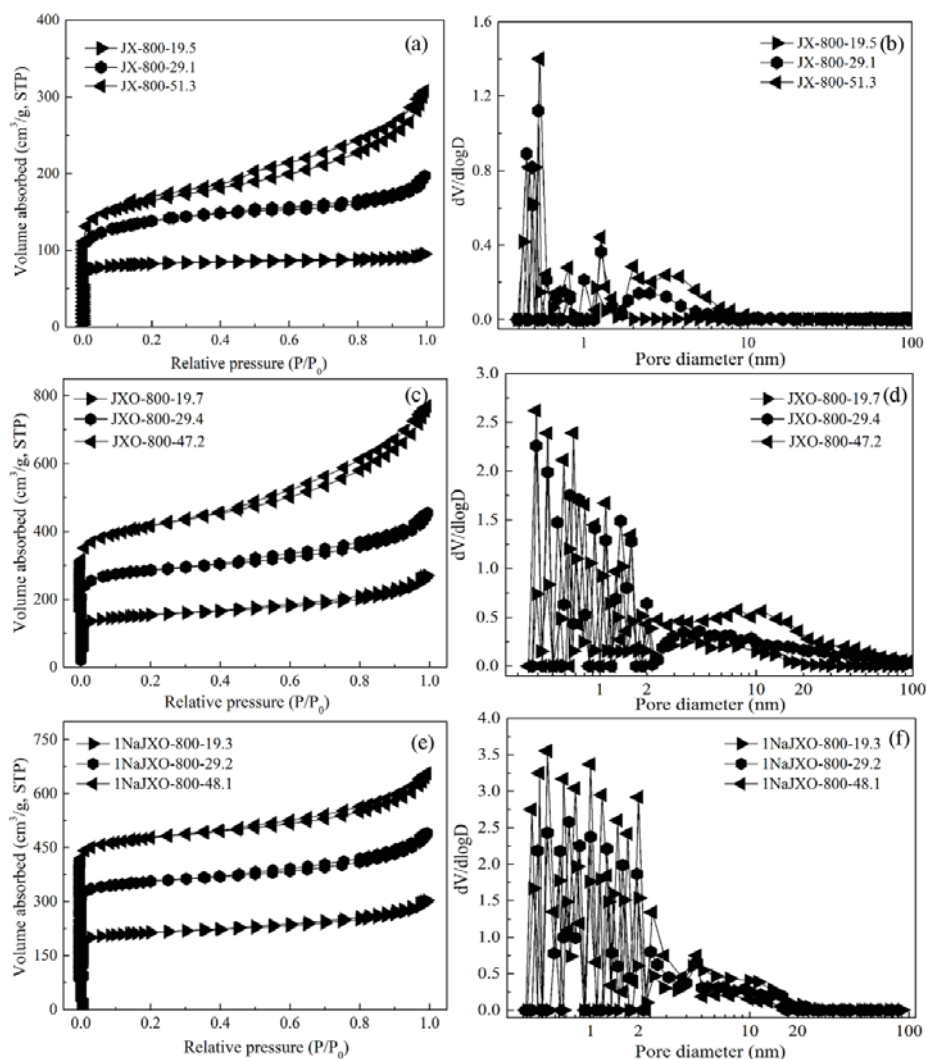 (a)
JX-800-19.5
JX-800-29.1
JX-800-51.3
Volume absorbed (cm³/g, STP)
400
300
200
100
0
0.0 0.2 0.4 0.6 0.8 1.0
Relative pressure (P/P₀)
(b)
JX-800-19.5
JX-800-29.1
JX-800-51.3
dV/dlogD
1.6
1.2
0.8
0.4
0.0
1 10 100
Pore diameter (nm)
(c)
JXO-800-19.7
JXO-800-29.4
JXO-800-47.2
Volume absorbed (cm³/g, STP)
800
600
400
200
0
0.0 0.2 0.4 0.6 0.8 1.0
Relative pressure (P/P₀)
(d)
JXO-800-19.7
JXO-800-29.4
JXO-800-47.2
dV/dlogD
3.0
2.5
2.0
1.5
1.0
0.5
0.0
1 2 10 20 100
Pore diameter (nm)
(e)
1NaJXO-800-19.3
1NaJXO-800-29.2
1NaJXO-800-48.1
Volume absorbed (cm³/g, STP)
750
600
450
300
150
0
0.0 0.2 0.4 0.6 0.8 1.0
Relative pressure (P/P₀)
(f)
1NaJXO-800-19.3
1NaJXO-800-29.2
1NaJXO-800-48.1
dV/dlogD
4.0
3.5
3.0
2.5
2.0
1.5
1.0
0.5
0.0
1 2 10 20 100
Pore diameter (nm)